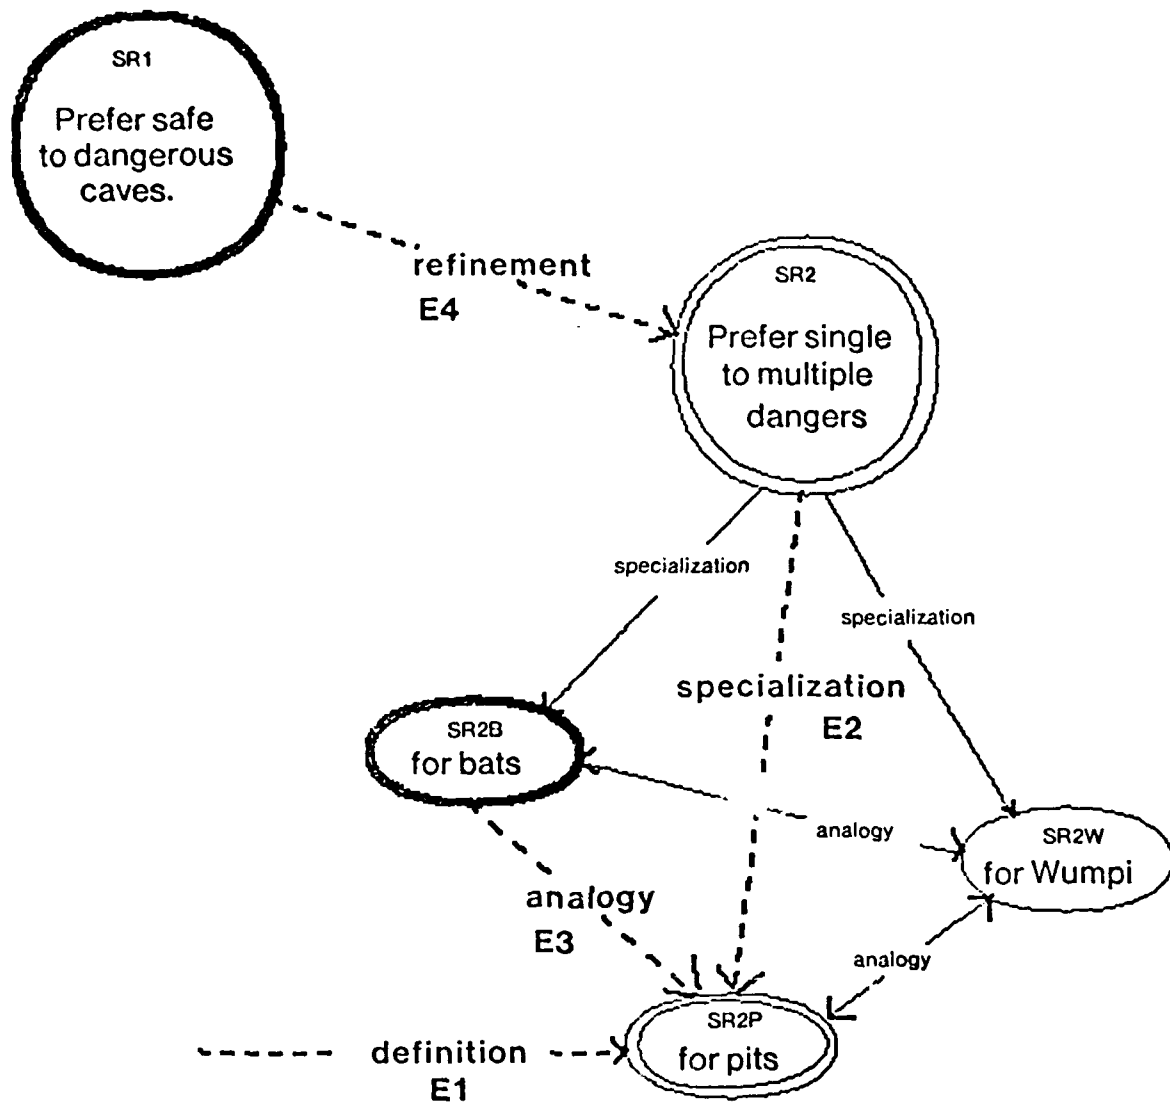 SR1
Prefer safe
to dangerous
caves.
refinement
E4
SR2
Prefer single
to multiple
dangers
specialization
specialization
specialization
E2
SR2B
for bats
analogy
SR2W
for Wumpi
analogy
E3
analogy
SR2P
for pits
definition
E1